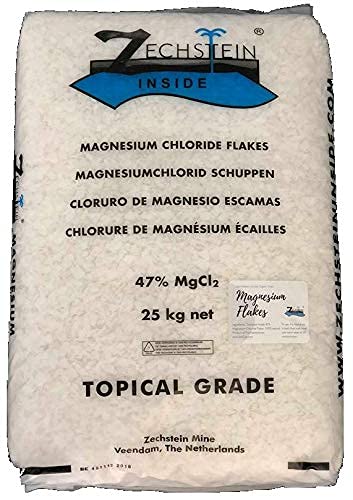 ZECHSTEIN®
INSIDE
MAGNESIUM CHLORIDE FLAKES
MAGNESIUMCHLORID SCHUPPEN
CLORURO DE MAGNESIO ESCAMAS
CHLORURE DE MAGNÉSIUM ÉCAILLES
47% MgCl₂
25 kg net
Magnesium
Flakes
TOPICAL GRADE
Zechstein Mine
Veendam, The Netherlands
MAGNESIUM
WWW.ZECHSTEININSIDE.COM